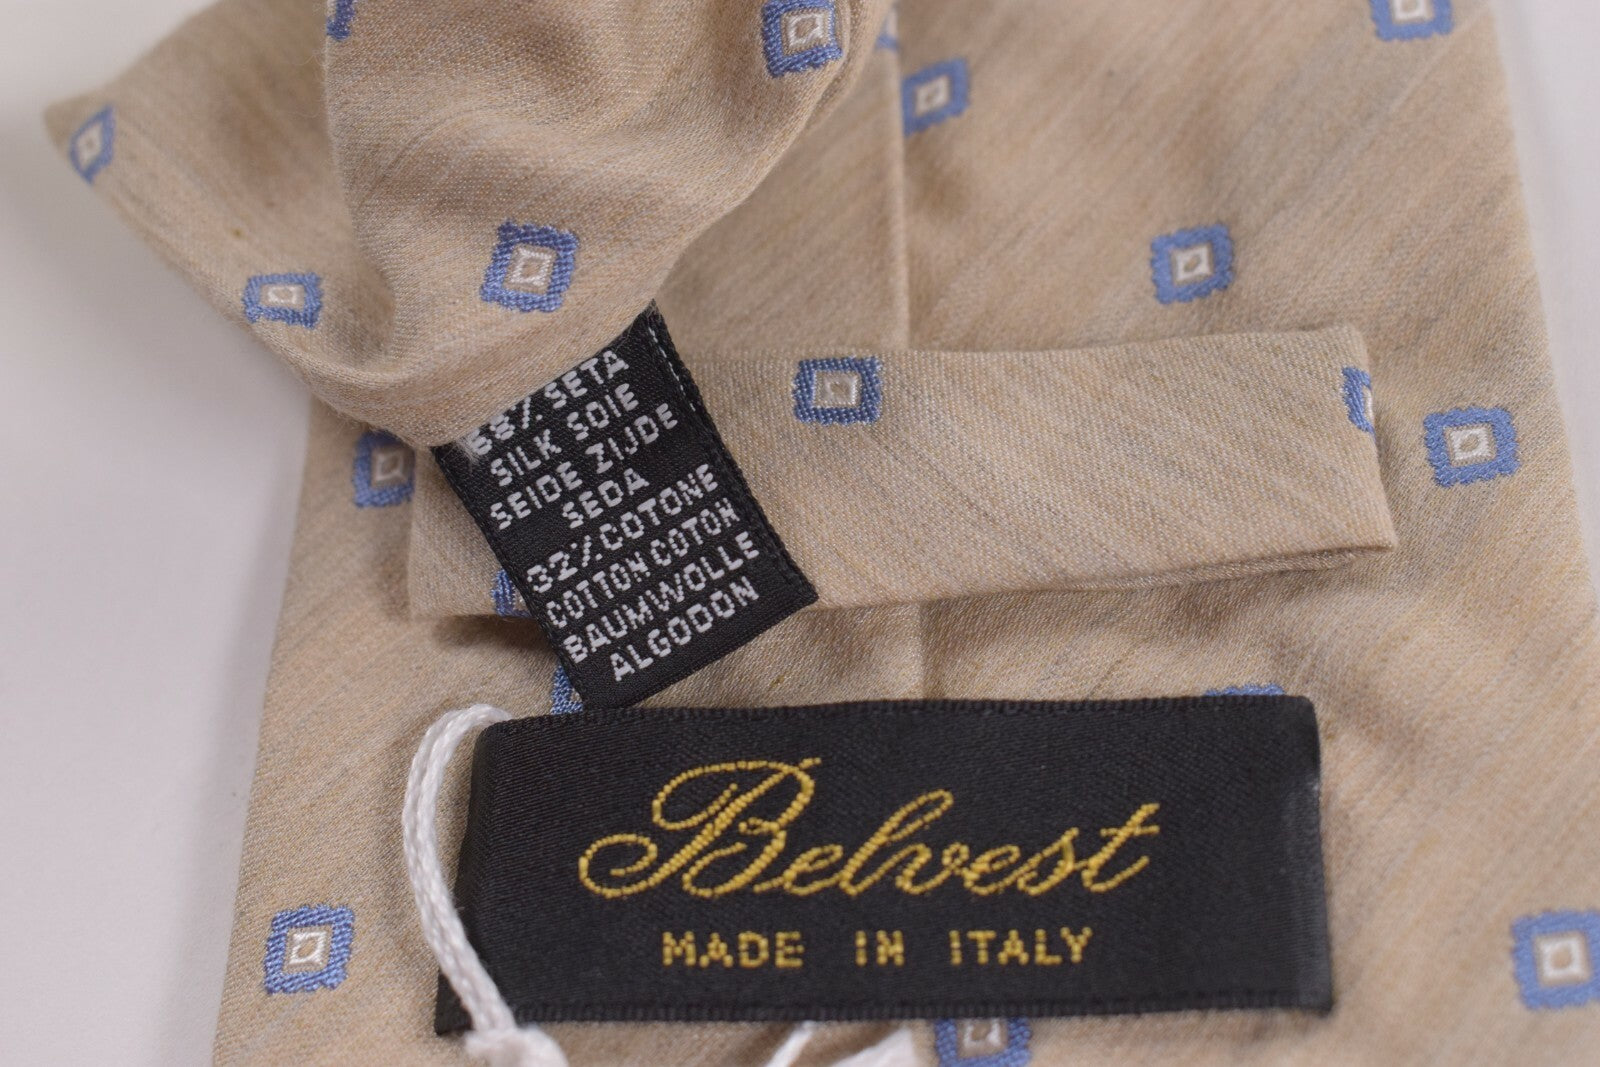 68% SETA
SILK SOIE
SEIDE ZIJDE
SEDA
32% COTONE
COTTON COTON
BAUMWOLLE
ALGODON
Belvest
MADE IN ITALY